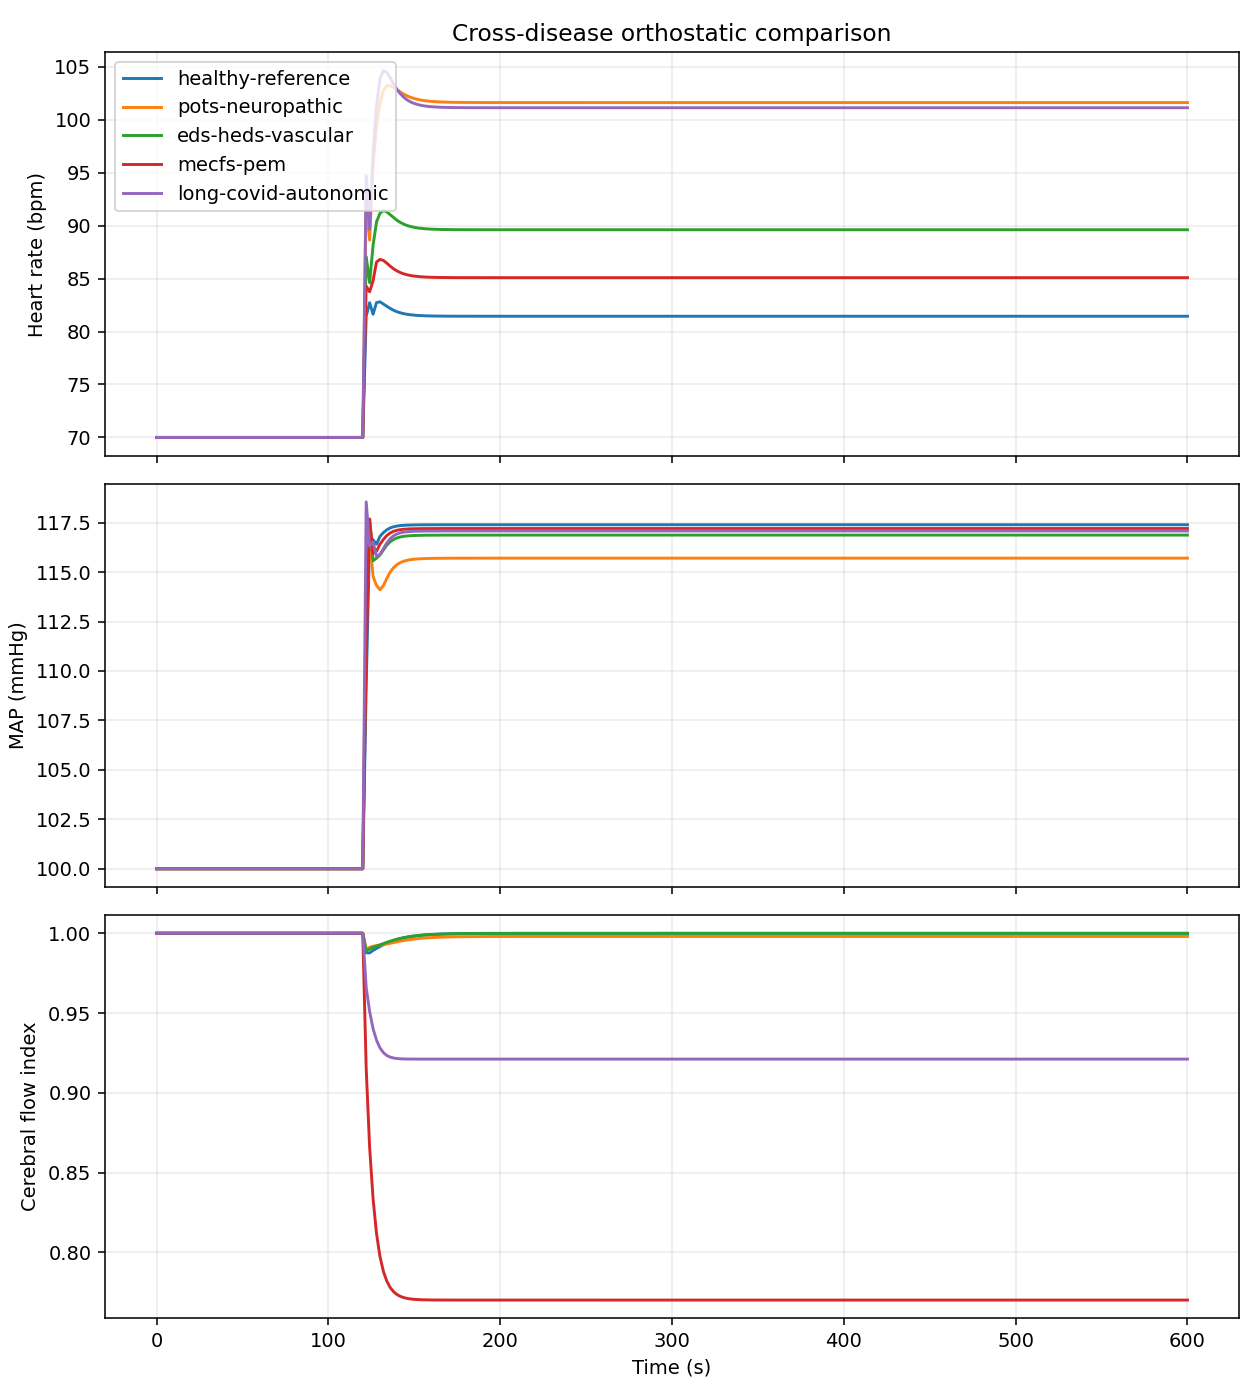 Cross-disease orthostatic comparison
105
100
95
90
85
80
75
70
Heart rate (bpm)
healthy-reference
pots-neuropathic
eds-heds-vascular
mecfs-pem
long-covid-autonomic
117.5
115.0
112.5
110.0
107.5
105.0
102.5
100.0
MAP (mmHg)
1.00
0.95
0.90
0.85
0.80
Cerebral flow index
0 100 200 300 400 500 600
Time (s)